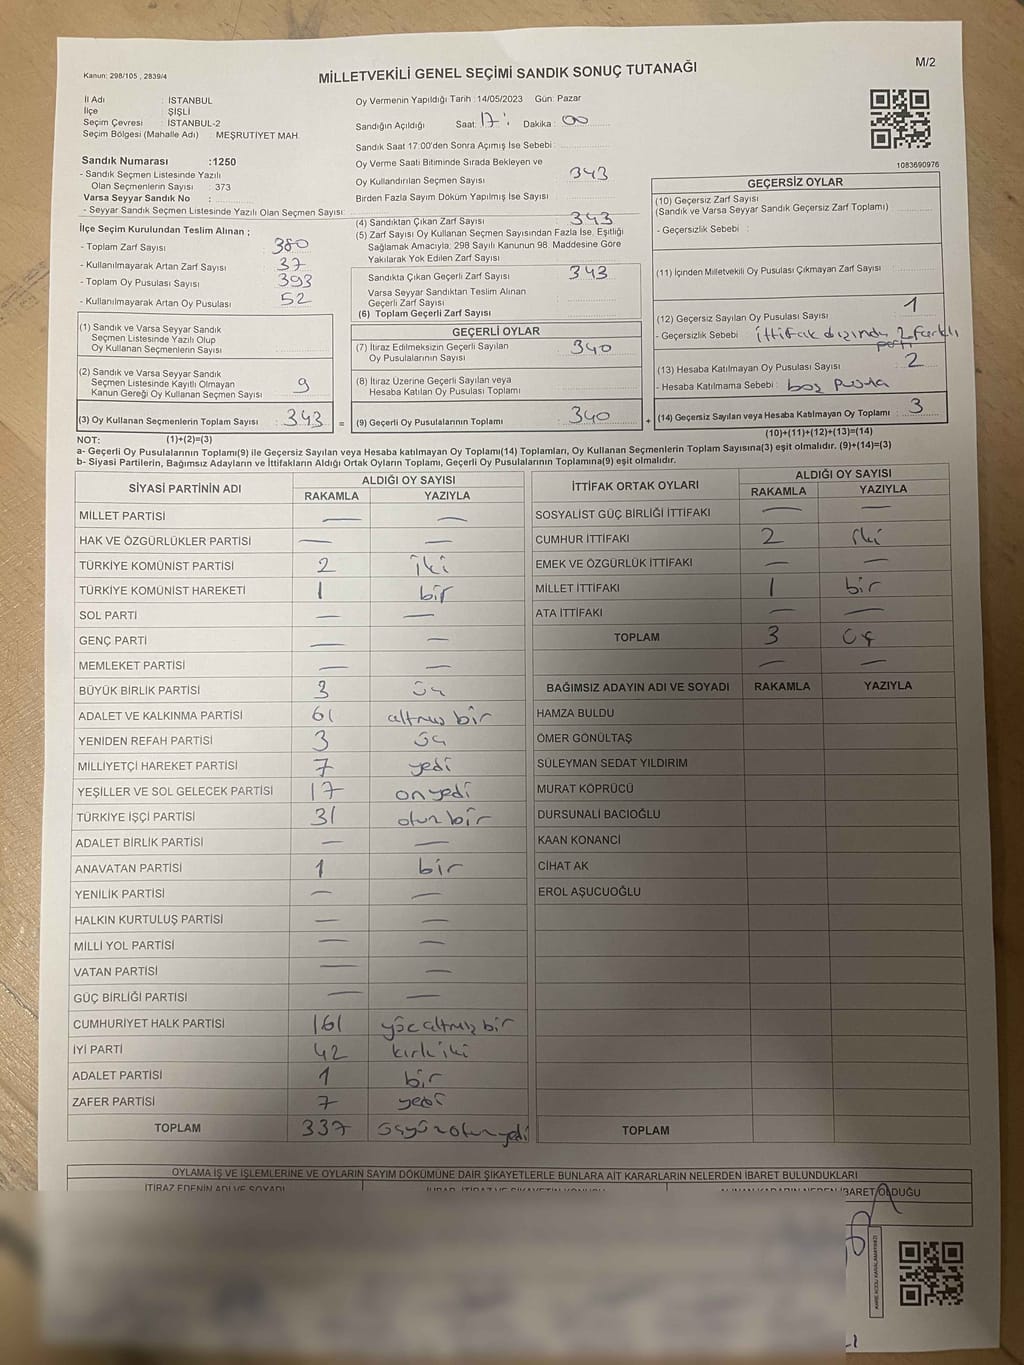 Kanun: 298/105 , 2839/4
MİLLETVEKİLİ GENEL SEÇİMİ SANDIK SONUÇ TUTANAĞI
M/2
İl Adı : İSTANBUL
İlçe : ŞİŞLİ
Seçim Çevresi : İSTANBUL-2
Seçim Bölgesi (Mahalle Adı) : MEŞRUTİYET MAH.
Sandık Numarası :1250
- Sandık Seçmen Listesinde Yazılı
Olan Seçmenlerin Sayısı : 373
Varsa Seyyar Sandık No :
- Seyyar Sandık Seçmen Listesinde Yazılı Olan Seçmen Sayısı:
İlçe Seçim Kurulundan Teslim Alınan ;
- Toplam Zarf Sayısı : 380
- Kullanılmayarak Artan Zarf Sayısı : 37
- Toplam Oy Pusulası Sayısı : 393
- Kullanılmayarak Artan Oy Pusulası : 52
(1) Sandık ve Varsa Seyyar Sandık
Seçmen Listesinde Yazılı Olup
Oy Kullanan Seçmenlerin Sayısı :
(2) Sandık ve Varsa Seyyar Sandık
Seçmen Listesinde Kayıtlı Olmayan
Kanun Gereği Oy Kullanan Seçmen Sayısı : 9
(3) Oy Kullanan Seçmenlerin Toplam Sayısı : 343 =
Oy Vermenin Yapıldığı Tarih :14/05/2023 Gün: Pazar
Sandığın Açıldığı Saat: 17 : Dakika : 00
Sandık Saat 17:00'den Sonra Açımış İse Sebebi :
Oy Verme Saati Bitiminde Sırada Bekleyen ve
Oy Kullandırılan Seçmen Sayısı : 343
Birden Fazla Sayım Döküm Yapılmış İse Sayısı :
(4) Sandıktan Çıkan Zarf Sayısı : 343
(5) Zarf Sayısı Oy Kullanan Seçmen Sayısından Fazla İse, Eşitliği
Sağlamak Amacıyla; 298 Sayılı Kanunun 98. Maddesine Göre
Yakılarak Yok Edilen Zarf Sayısı :
Sandıkta Çıkan Geçerli Zarf Sayısı : 343
Varsa Seyyar Sandıktan Teslim Alınan
Geçerli Zarf Sayısı :
(6) Toplam Geçerli Zarf Sayısı :
GEÇERLİ OYLAR
(7) İtiraz Edilmeksizin Geçerli Sayılan
Oy Pusulalarının Sayısı : 340
(8) İtiraz Üzerine Geçerli Sayılan veya
Hesaba Katılan Oy Pusulası Toplamı :
(9) Geçerli Oy Pusulalarının Toplamı : 340 +
1083690976
GEÇERSİZ OYLAR
(10) Geçersiz Zarf Sayısı
(Sandık ve Varsa Seyyar Sandık Geçersiz Zarf Toplamı) :
- Geçersizlik Sebebi :
(11) İçinden Milletvekili Oy Pusulası Çıkmayan Zarf Sayısı :
(12) Geçersiz Sayılan Oy Pusulası Sayısı : 1
- Geçersizlik Sebebi : ittifak dışında 2 farklı
parti
(13) Hesaba Katılmayan Oy Pusulası Sayısı : 2
- Hesaba Katılmama Sebebi : boş pusula
(14) Geçersiz Sayılan veya Hesaba Katılmayan Oy Toplamı : 3
(10)+(11)+(12)+(13)=(14)
NOT: (1)+(2)=(3)
a- Geçerli Oy Pusulalarının Toplamı(9) ile Geçersiz Sayılan veya Hesaba katılmayan Oy Toplamı(14) Toplamları, Oy Kullanan Seçmenlerin Toplam Sayısına(3) eşit olmalıdır. (9)+(14)=(3)
b- Siyasi Partilerin, Bağımsız Adayların ve İttifakların Aldığı Ortak Oyların Toplamı, Geçerli Oy Pusulalarının Toplamına(9) eşit olmalıdır.
SİYASİ PARTİNİN ADI ALDIĞI OY SAYISI
RAKAMLA YAZIYLA
MİLLET PARTİSİ — —
HAK VE ÖZGÜRLÜKLER PARTİSİ — —
TÜRKİYE KOMÜNİST PARTİSİ 2 iki
TÜRKİYE KOMÜNİST HAREKETİ 1 bir
SOL PARTİ — —
GENÇ PARTİ — —
MEMLEKET PARTİSİ — —
BÜYÜK BİRLİK PARTİSİ 3 üç
ADALET VE KALKINMA PARTİSİ 61 altmış bir
YENİDEN REFAH PARTİSİ 3 üç
MİLLİYETÇİ HAREKET PARTİSİ 7 yedi
YEŞİLLER VE SOL GELECEK PARTİSİ 17 onyedi
TÜRKİYE İŞÇİ PARTİSİ 31 otuz bir
ADALET BİRLİK PARTİSİ — —
ANAVATAN PARTİSİ 1 bir
YENİLİK PARTİSİ — —
HALKIN KURTULUŞ PARTİSİ — —
MİLLİ YOL PARTİSİ — —
VATAN PARTİSİ — —
GÜÇ BİRLİĞİ PARTİSİ — —
CUMHURİYET HALK PARTİSİ 161 yüz altmış bir
İYİ PARTİ 42 kırk iki
ADALET PARTİSİ 1 bir
ZAFER PARTİSİ 7 yedi
TOPLAM 337 üçyüz otuz yedi
İTTİFAK ORTAK OYLARI ALDIĞI OY SAYISI
RAKAMLA YAZIYLA
SOSYALİST GÜÇ BİRLİĞİ İTTİFAKI — —
CUMHUR İTTİFAKI 2 iki
EMEK VE ÖZGÜRLÜK İTTİFAKI — —
MİLLET İTTİFAKI 1 bir
ATA İTTİFAKI — —
TOPLAM 3 üç
— —
BAĞIMSIZ ADAYIN ADI VE SOYADI RAKAMLA YAZIYLA
HAMZA BULDU
ÖMER GÖNÜLTAŞ
SÜLEYMAN SEDAT YILDIRIM
MURAT KÖPRÜCÜ
DURSUNALİ BACIOĞLU
KAAN KONANCİ
CİHAT AK
EROL AŞUCUOĞLU
TOPLAM
OYLAMA İŞ VE İŞLEMLERİNE VE OYLARIN SAYIM DÖKÜMÜNE DAİR ŞİKAYETLERLE BUNLARA AİT KARARLARIN NELERDEN İBARET BULUNDUKLARI
İTİRAZ EDENİN ADI VE SOYADI
İBARET OLDUĞU